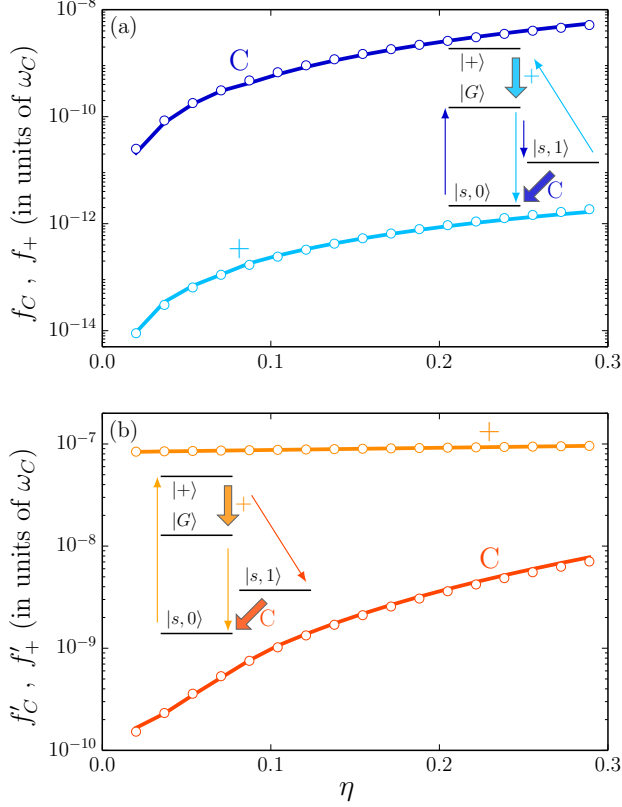 (a)
f_C , f_+ (in units of ω_C)
10⁻⁸
10⁻¹⁰
10⁻¹²
10⁻¹⁴
C
+
|+⟩
+
|G⟩
|s, 1⟩
|s, 0⟩
C
0.0 0.1 0.2 0.3
(b)
f′_C , f′_+ (in units of ω_C)
10⁻⁷
10⁻⁸
10⁻⁹
10⁻¹⁰
+
C
|+⟩
+
|G⟩
|s, 1⟩
|s, 0⟩
C
0.0 0.1 0.2 0.3
η